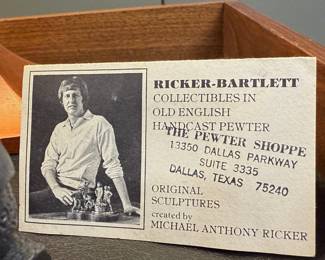 RICKER-BARTLETT
COLLECTIBLES IN
OLD ENGLISH
HANDCAST PEWTER
THE PEWTER SHOPPE
13350 DALLAS PARKWAY
SUITE 3335
DALLAS, TEXAS 75240
ORIGINAL
SCULPTURES
created by
MICHAEL ANTHONY RICKER